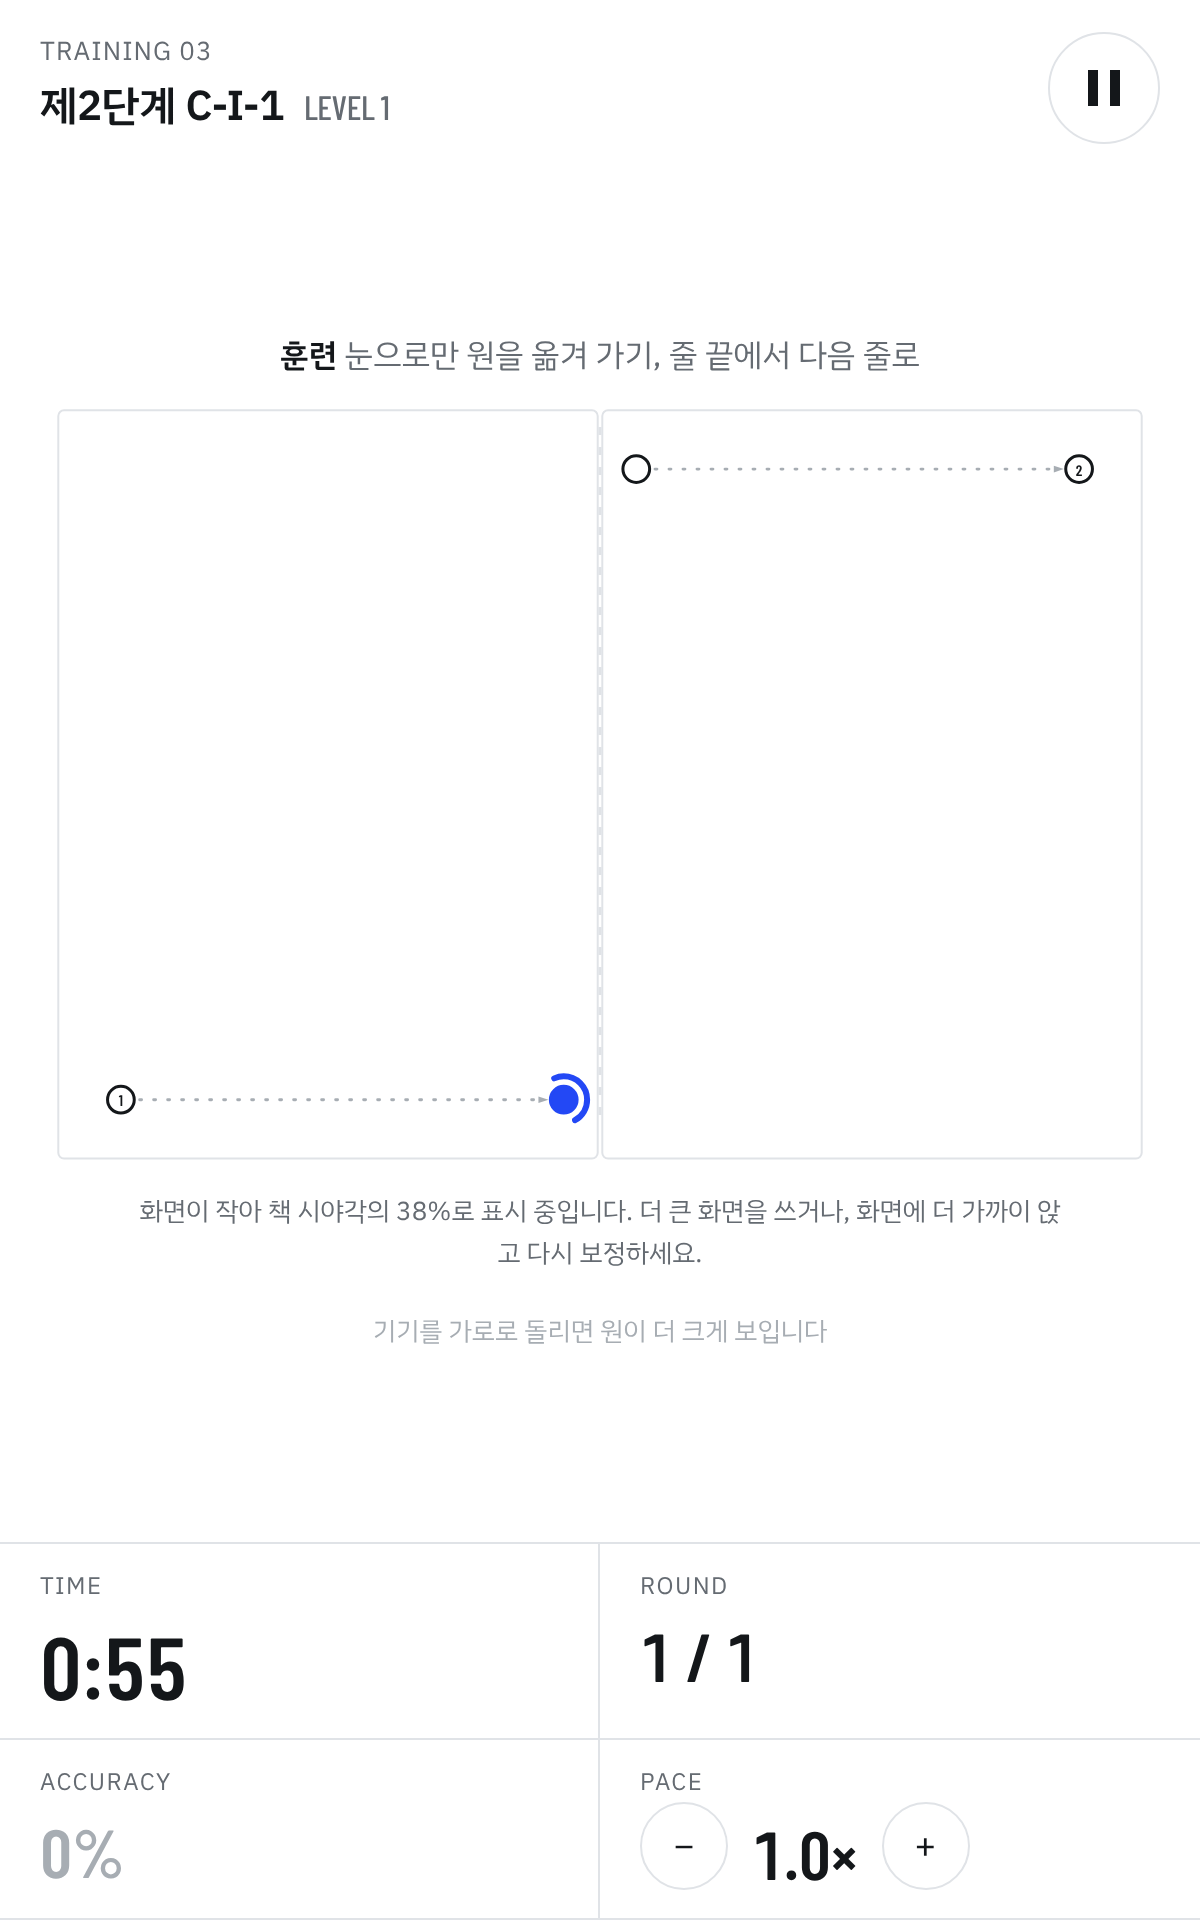 TRAINING 03
제2단계 C-I-1 LEVEL 1
훈련 눈으로만 원을 옮겨 가기, 줄 끝에서 다음 줄로
2
1
화면이 작아 책 시야각의 38%로 표시 중입니다. 더 큰 화면을 쓰거나, 화면에 더 가까이 앉
고 다시 보정하세요.
기기를 가로로 돌리면 원이 더 크게 보입니다
TIME
0:55
ROUND
1 / 1
ACCURACY
0%
PACE
− 1.0× +